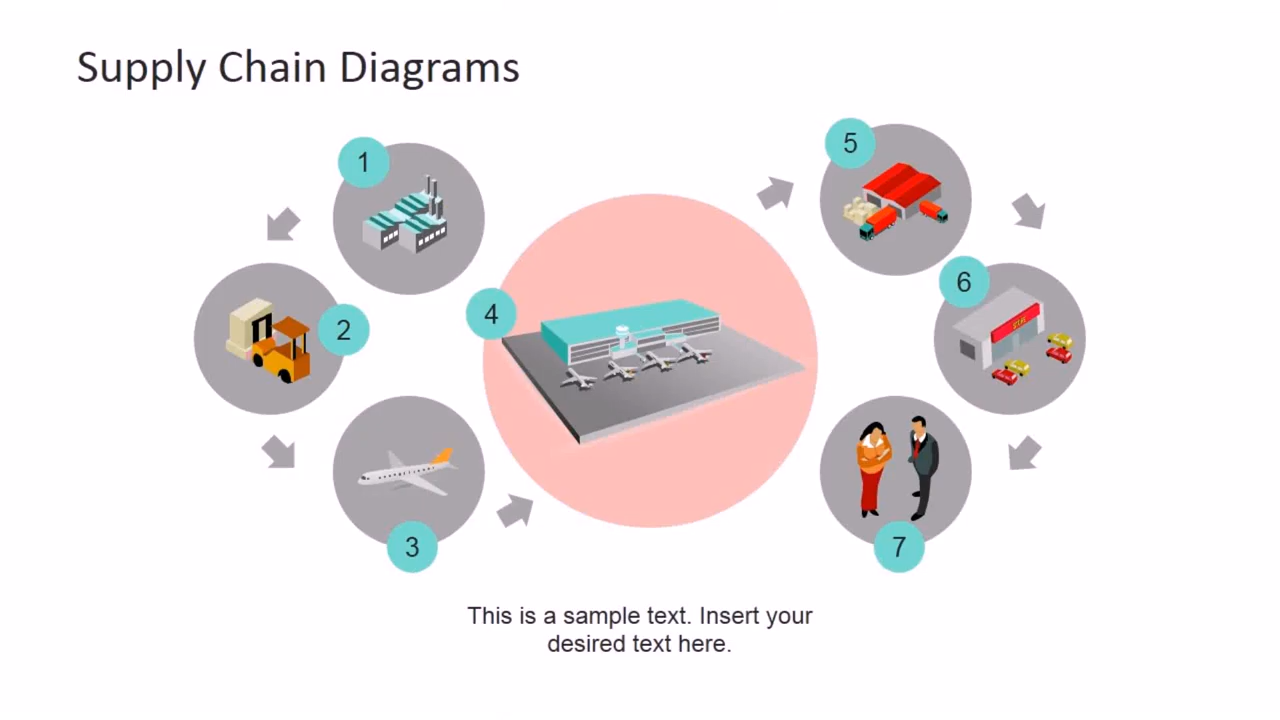 Supply Chain Diagrams
1
5
6
4
2
3
7
This is a sample text. Insert your
desired text here.